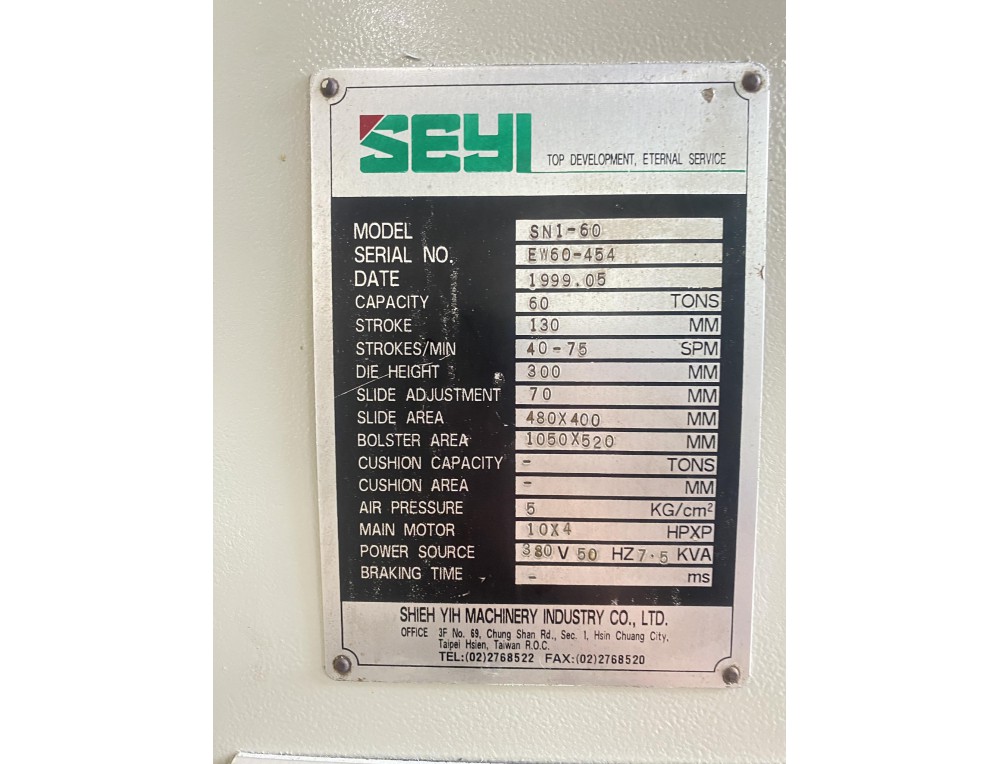 SEYI TOP DEVELOPMENT, ETERNAL SERVICE
MODEL SN1-60
SERIAL NO. EW60-454
DATE 1999.05
CAPACITY 60 TONS
STROKE 130 MM
STROKES/MIN 40-75 SPM
DIE HEIGHT 300 MM
SLIDE ADJUSTMENT 70 MM
SLIDE AREA 480X400 MM
BOLSTER AREA 1050X520 MM
CUSHION CAPACITY - TONS
CUSHION AREA - MM
AIR PRESSURE 5 KG/cm²
MAIN MOTOR 10X4 HPXP
POWER SOURCE 380 V 50 HZ 7.5 KVA
BRAKING TIME - ms
SHIEH YIH MACHINERY INDUSTRY CO., LTD.
OFFICE 3F No. 69, Chung Shan Rd., Sec. 1, Hsin Chuang City,
Taipei Hsien, Taiwan R.O.C.
TEL:(02)2768522 FAX:(02)2768520